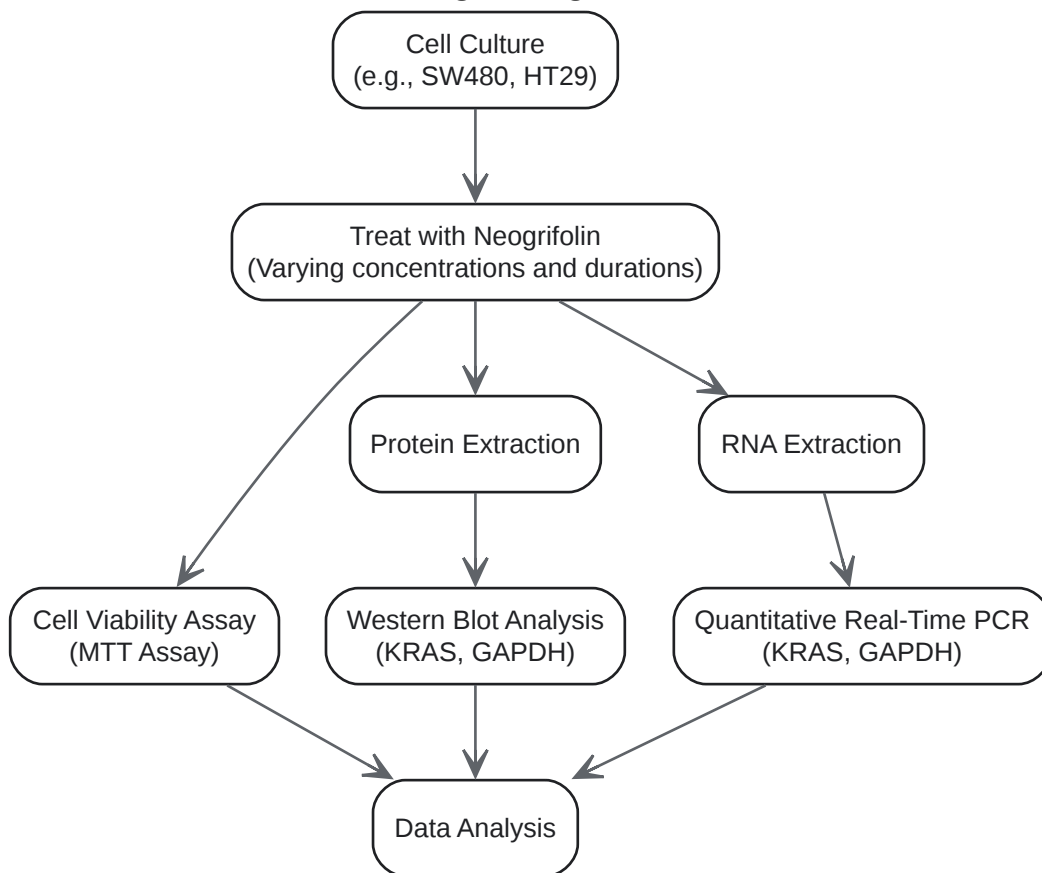 Cell Culture
(e.g., SW480, HT29)
Treat with Neogrifolin
(Varying concentrations and durations)
Protein Extraction
RNA Extraction
Cell Viability Assay
(MTT Assay)
Western Blot Analysis
(KRAS, GAPDH)
Quantitative Real-Time PCR
(KRAS, GAPDH)
Data Analysis